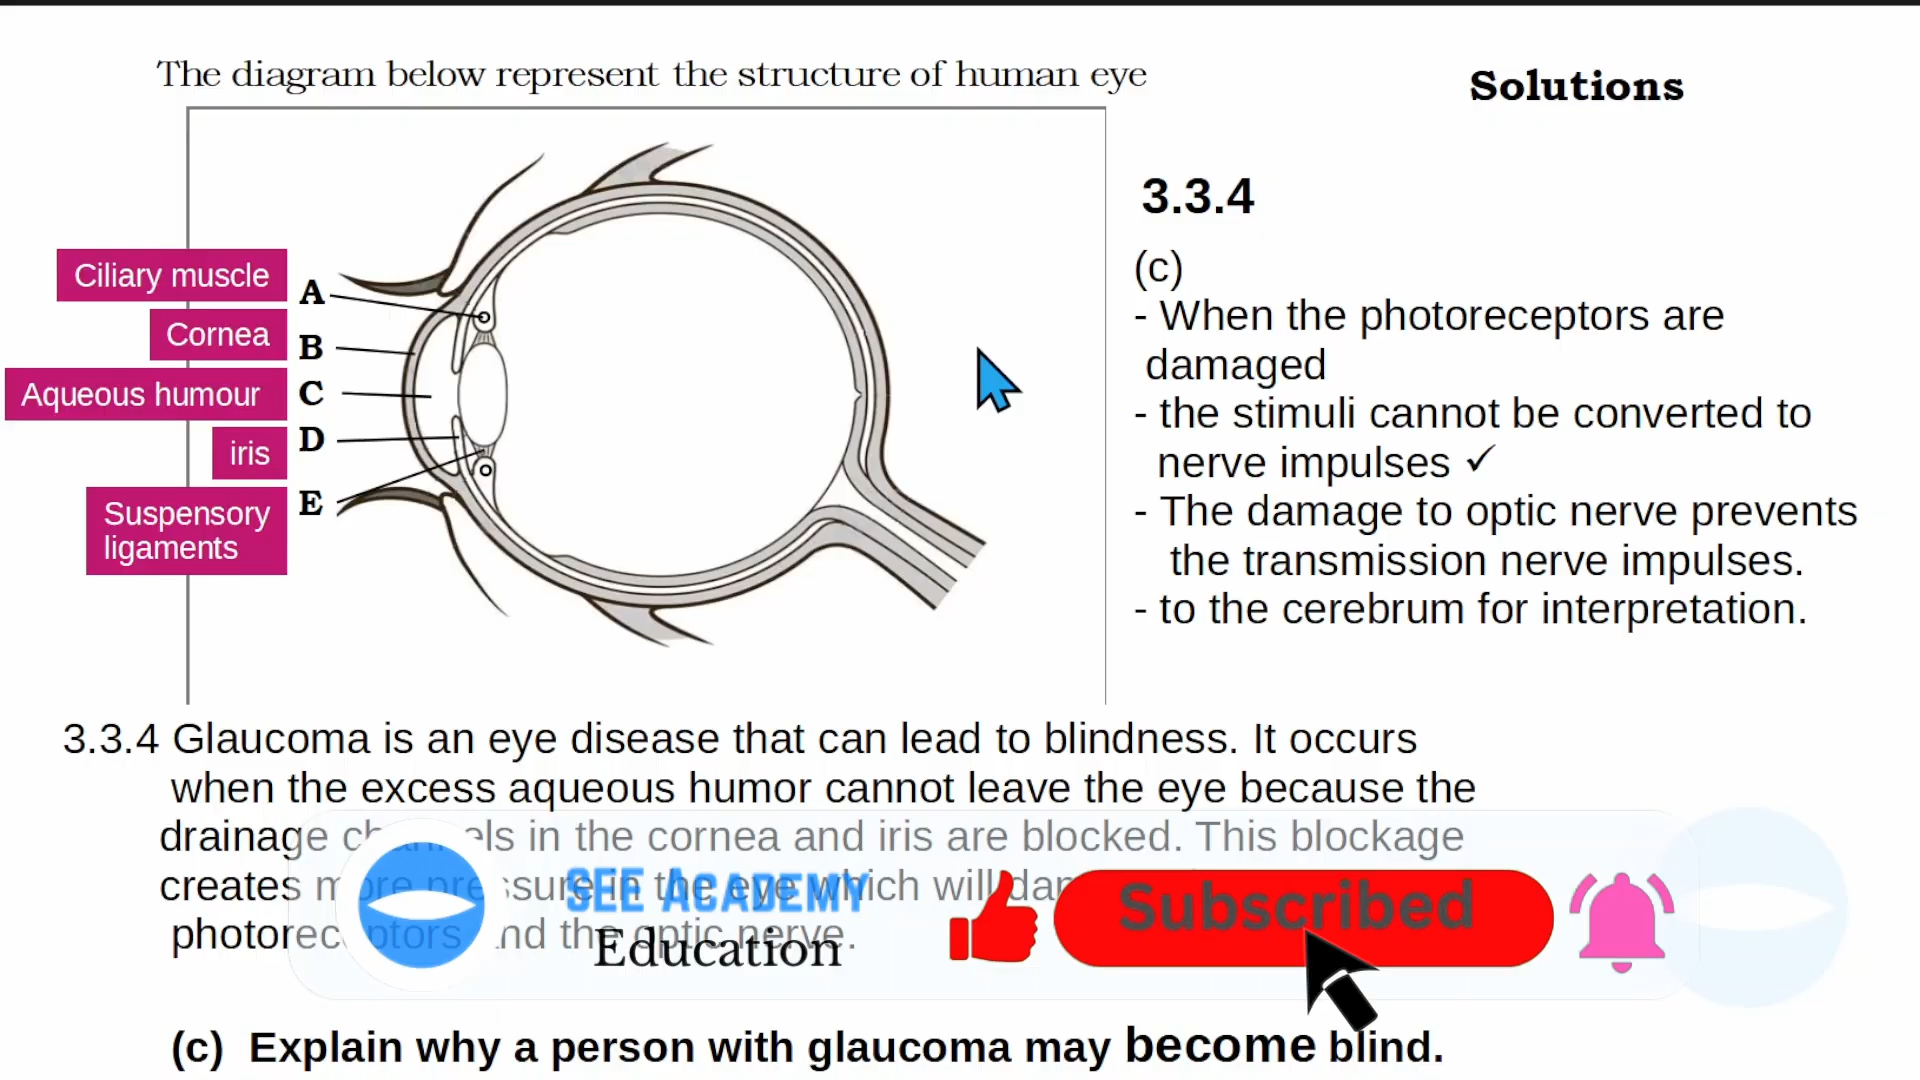 The diagram below represent the structure of human eye
Solutions
Ciliary muscle
A
Cornea
B
Aqueous humour
C
iris
D
Suspensory
ligaments
E
3.3.4
(c)
- When the photoreceptors are
damaged
- the stimuli cannot be converted to
nerve impulses ✓
- The damage to optic nerve prevents
the transmission nerve impulses.
- to the cerebrum for interpretation.
3.3.4 Glaucoma is an eye disease that can lead to blindness. It occurs
when the excess aqueous humor cannot leave the eye because the
drainage channels in the cornea and iris are blocked. This blockage
creates more pressure in the eye which will
photoreceptors and the optic nerve.
SEE ACADEMY
Education
Subscribed
(c) Explain why a person with glaucoma may become blind.